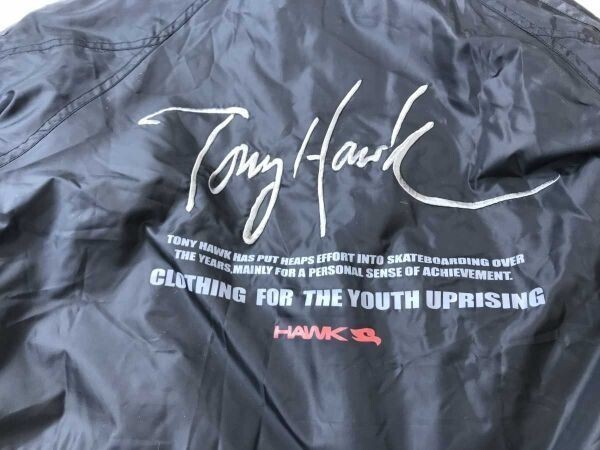 Tony Hawk
TONY HAWK HAS PUT HEAPS EFFORT INTO SKATEBOARDING OVER
THE YEARS,MAINLY FOR A PERSONAL SENSE OF ACHIEVEMENT.
CLOTHING FOR THE YOUTH UPRISING
HAWK